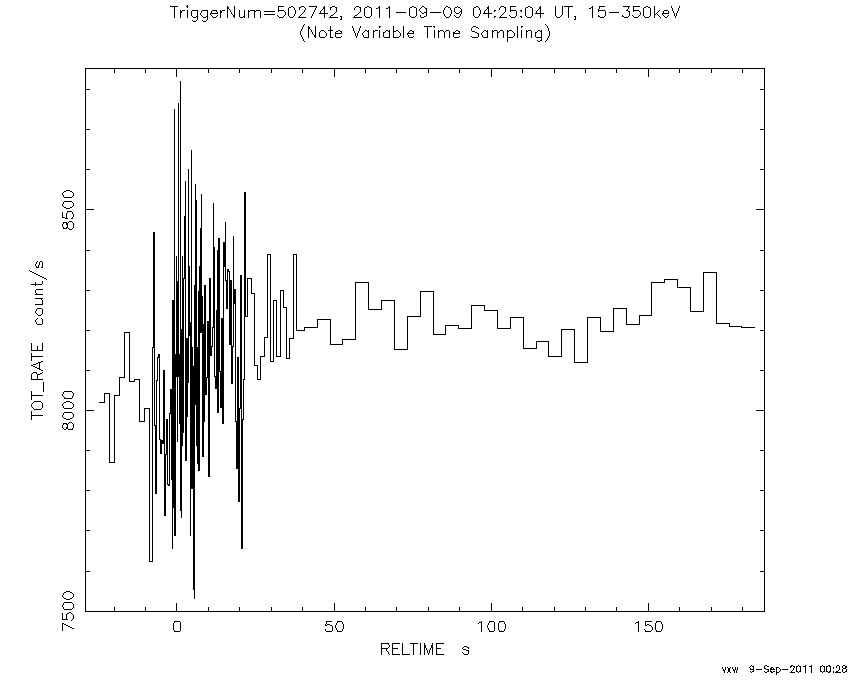 TriggerNum=502742, 2011-09-09 04:25:04 UT, 15-350keV
(Note Variable Time Sampling)
TOT_RATE count/s
8500
8000
7500
0 50 100 150
RELTIME s
vxw 9-Sep-2011 00:28